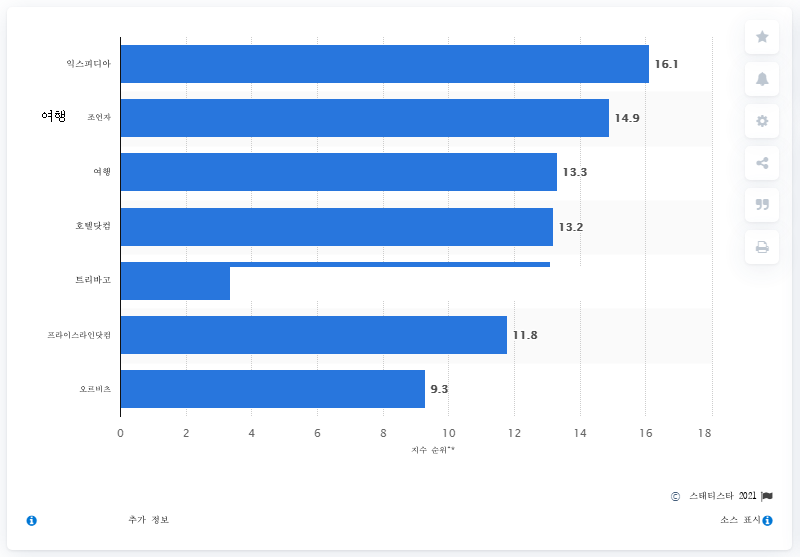 익스피디아
16.1
여행 조언자
14.9
여행
13.3
호텔닷컴
13.2
트리바고
프라이스라인닷컴
11.8
오르비츠
9.3
0 2 4 6 8 10 12 14 16 18
지수 순위**
© 스태티스타 2021
추가 정보
소스 표시